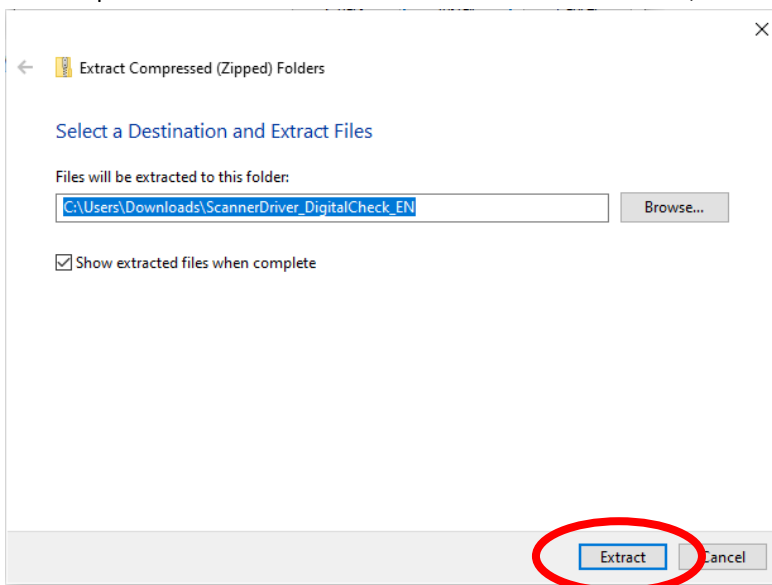 Extract Compressed (Zipped) Folders
Select a Destination and Extract Files
Files will be extracted to this folder:
C:\Users\Downloads\ScannerDriver_DigitalCheck_EN
Browse...
Show extracted files when complete
Extract
Cancel